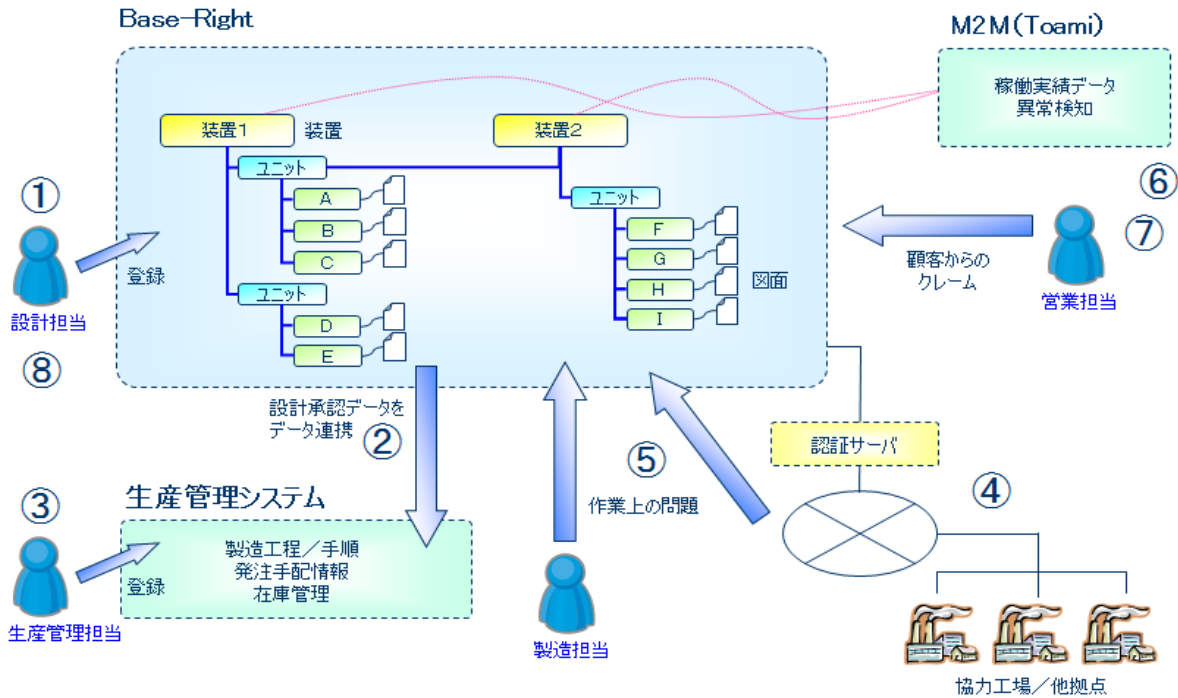 Base-Right
M2M(Toami)
稼働実績データ
異常検知
装置1
装置
装置2
ユニット
A
B
C
ユニット
D
E
ユニット
F
G
H
I
図面
①
登録
設計担当
⑧
⑥
⑦
顧客からの
クレーム
営業担当
設計承認データを
データ連携
②
⑤
作業上の問題
認証サーバ
④
生産管理システム
③
製造工程／手順
発注手配情報
在庫管理
登録
生産管理担当
製造担当
協力工場／他拠点